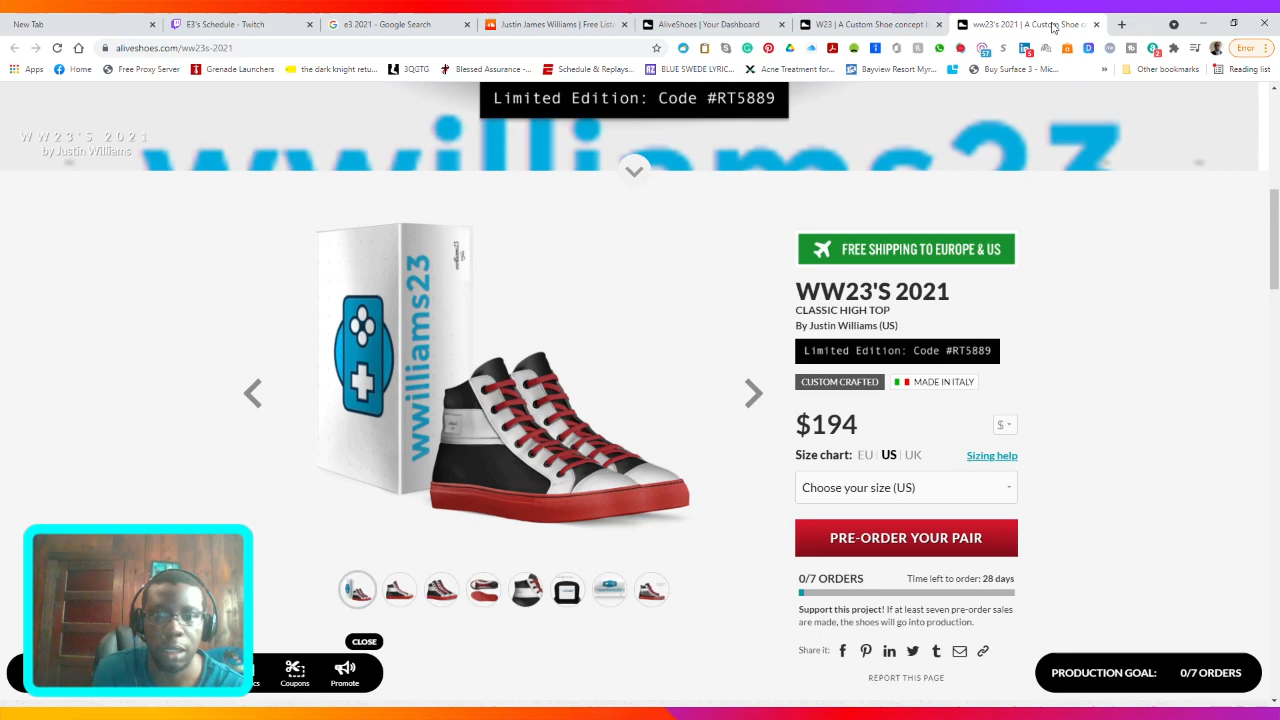 New Tab
E3's Schedule - Twitch
e3 2021 - Google Search
Justin James Williams | Free Liste
AliveShoes | Your Dashboard
W23 | A Custom Shoe concept b
ww23's 2021 | A Custom Shoe co
aliveshoes.com/ww23s-2021
Error
Apps
Home
Free Proxy Server
Grenade Launchers
the dark knight retu...
3QGTG
Blessed Assurance -...
Schedule & Replays...
BLUE SWEDE LYRIC...
Acne Treatment for...
Bayview Resort Myr...
Buy Surface 3 - Mic...
Other bookmarks
Reading list
Limited Edition: Code #RT5889
WW23'S 2021
by Justin Williams
wwilliams23
wwilliams23
FREE SHIPPING TO EUROPE & US
WW23'S 2021
CLASSIC HIGH TOP
By Justin Williams (US)
Limited Edition: Code #RT5889
CUSTOM CRAFTED
MADE IN ITALY
$194
$
Size chart: EU | US | UK
Sizing help
Choose your size (US)
PRE-ORDER YOUR PAIR
0/7 ORDERS
Time left to order: 28 days
Support this project! If at least seven pre-order sales
are made, the shoes will go into production.
Share it:
REPORT THIS PAGE
CLOSE
Coupons
Promote
PRODUCTION GOAL: 0/7 ORDERS